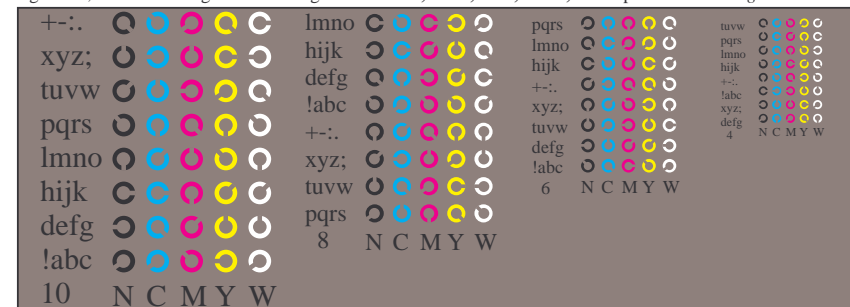 +-:.
xyz;
tuvw
pqrs
lmno
hijk
defg
!abc
10 N C M Y W
lmno
hijk
defg
!abc
+-:.
xyz;
tuvw
pqrs
8 N C M Y W
pqrs
lmno
hijk
+-:.
xyz;
tuvw
defg
!abc
6 N C M Y W
tuvw
pqrs
lmno
hijk
+-:.
!abc
xyz;
defg
4 N C M Y W